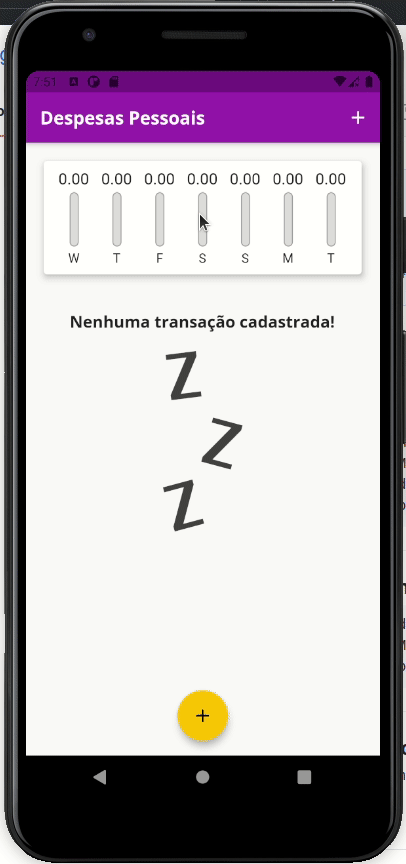 7:51
Despesas Pessoais +
0.00 0.00 0.00 0.00 0.00 0.00 0.00
W T F S S M T
Nenhuma transação cadastrada!
Z
Z
Z
+